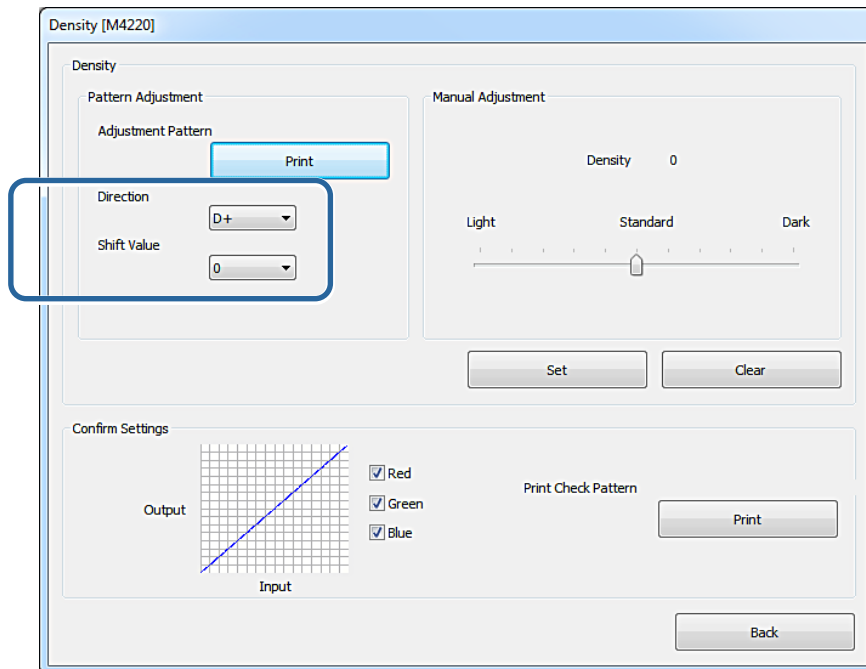 Density [M4220]
Density
Pattern Adjustment
Adjustment Pattern
Print
Direction
D+
Shift Value
0
Manual Adjustment
Density 0
Light Standard Dark
Set Clear
Confirm Settings
Output
Input
Red
Green
Blue
Print Check Pattern
Print
Back